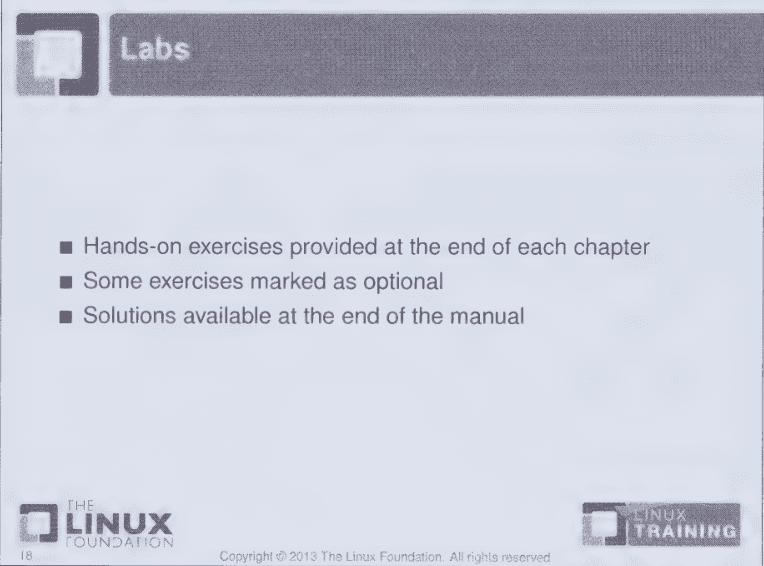 Labs
Hands-on exercises provided at the end of each chapter
Some exercises marked as optional
Solutions available at the end of the manual
THE
LINUX
FOUNDATION
LINUX
TRAINING
18
Copyright © 2013 The Linux Foundation. All rights reserved